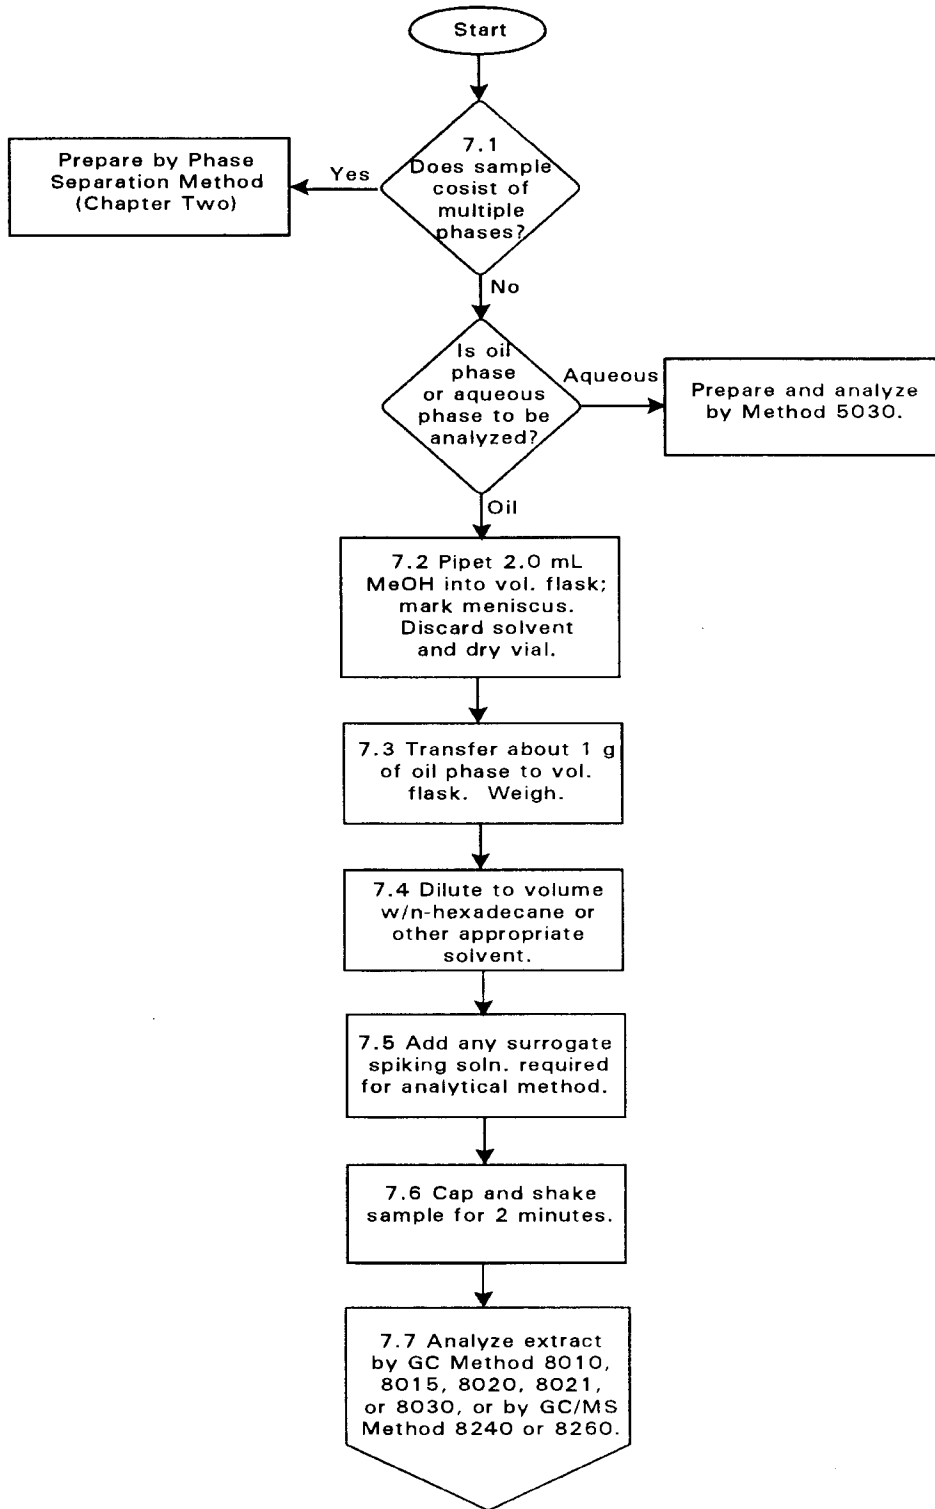 Start
7.1
Does sample
cosist of
multiple
phases?
Yes
Prepare by Phase
Separation Method
(Chapter Two)
No
Is oil
phase
or aqueous
phase to be
analyzed?
Aqueous
Prepare and analyze
by Method 5030.
Oil
7.2 Pipet 2.0 mL
MeOH into vol. flask;
mark meniscus.
Discard solvent
and dry vial.
7.3 Transfer about 1 g
of oil phase to vol.
flask. Weigh.
7.4 Dilute to volume
w/n-hexadecane or
other appropriate
solvent.
7.5 Add any surrogate
spiking soln. required
for analytical method.
7.6 Cap and shake
sample for 2 minutes.
7.7 Analyze extract
by GC Method 8010,
8015, 8020, 8021,
or 8030, or by GC/MS
Method 8240 or 8260.